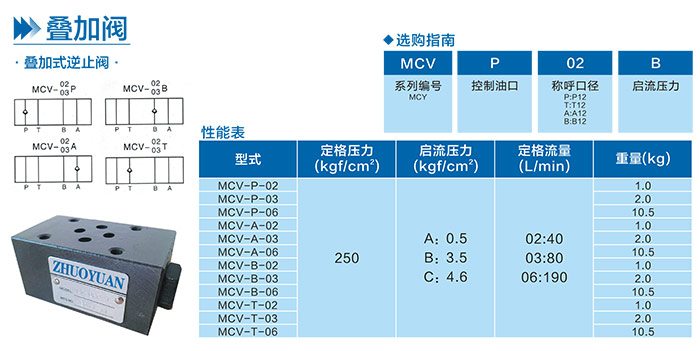 叠加阀
· 叠加式逆止阀 ·
MCV-02/03P
MCV-02/03B
P T B A
P T B A
MCV-02/03A
MCV-02/03T
P T B A
P T B A
ZHUOYUAN
◆选购指南
MCV P 02 B
系列编号 控制油口 称呼口径 启流压力
MCY
P:P12
T:T12
A:A12
B:B12
性能表
型式 定格压力 (kgf/cm²) 启流压力 (kgf/cm²) 定格流量 (L/min) 重量(kg)
MCV-P-02 1.0
MCV-P-03 2.0
MCV-P-06 10.5
MCV-A-02 1.0
MCV-A-03 2.0
MCV-A-06 10.5
MCV-B-02 1.0
MCV-B-03 2.0
MCV-B-06 10.5
MCV-T-02 1.0
MCV-T-03 2.0
MCV-T-06 10.5
250
A: 0.5 02:40
B: 3.5 03:80
C: 4.6 06:190